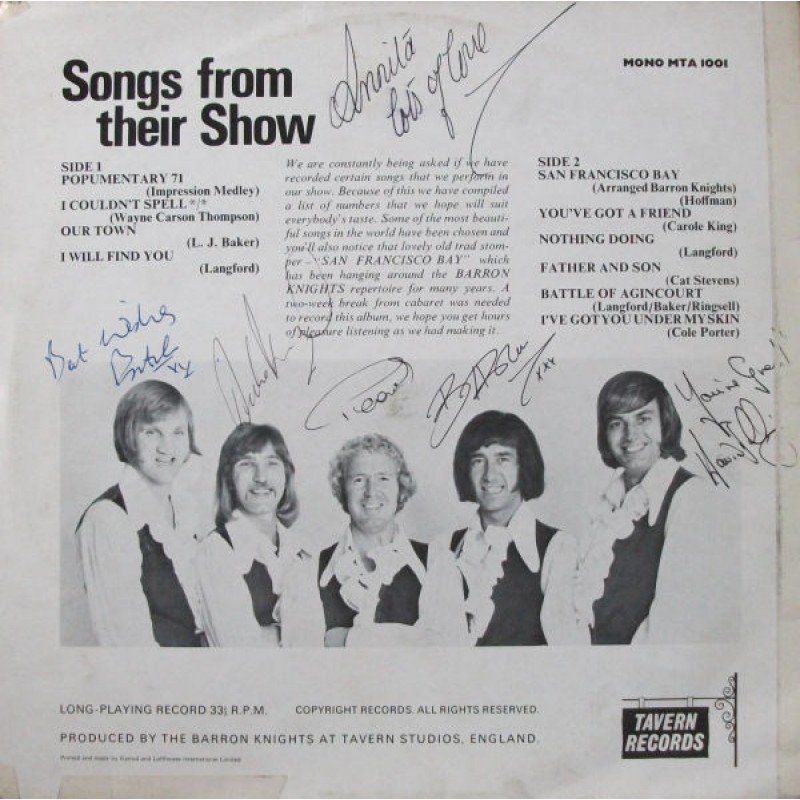 Songs from
their Show
Annita
lots of love
MONO MTA 1001
SIDE 1
POPUMENTARY 71
(Impression Medley)
I COULDN'T SPELL */*
(Wayne Carson Thompson)
OUR TOWN
(L. J. Baker)
I WILL FIND YOU
(Langford)
We are constantly being asked if we have
recorded certain songs that we perform in
our show. Because of this we have compiled
a list of numbers that we hope will suit
everybody's taste. Some of the most beauti-
ful songs in the world have been chosen and
you'll also notice that lovely old trad stom-
per - "SAN FRANCISCO BAY" which
has been hanging around the BARRON
KNIGHTS repertoire for many years. A
two-week break from cabaret was needed
to record this album, we hope you get hours
of pleasure listening as we had making it.
SIDE 2
SAN FRANCISCO BAY
(Arranged Barron Knights)
(Hoffman)
YOU'VE GOT A FRIEND
(Carole King)
NOTHING DOING
(Langford)
FATHER AND SON
(Cat Stevens)
BATTLE OF AGINCOURT
(Langford/Baker/Ringsell)
I'VE GOT YOU UNDER MY SKIN
(Cole Porter)
Best wishes
Butch xx
LONG-PLAYING RECORD 33⅓ R.P.M.
COPYRIGHT RECORDS. ALL RIGHTS RESERVED.
PRODUCED BY THE BARRON KNIGHTS AT TAVERN STUDIOS, ENGLAND.
Printed and made by
International Limited
TAVERN
RECORDS